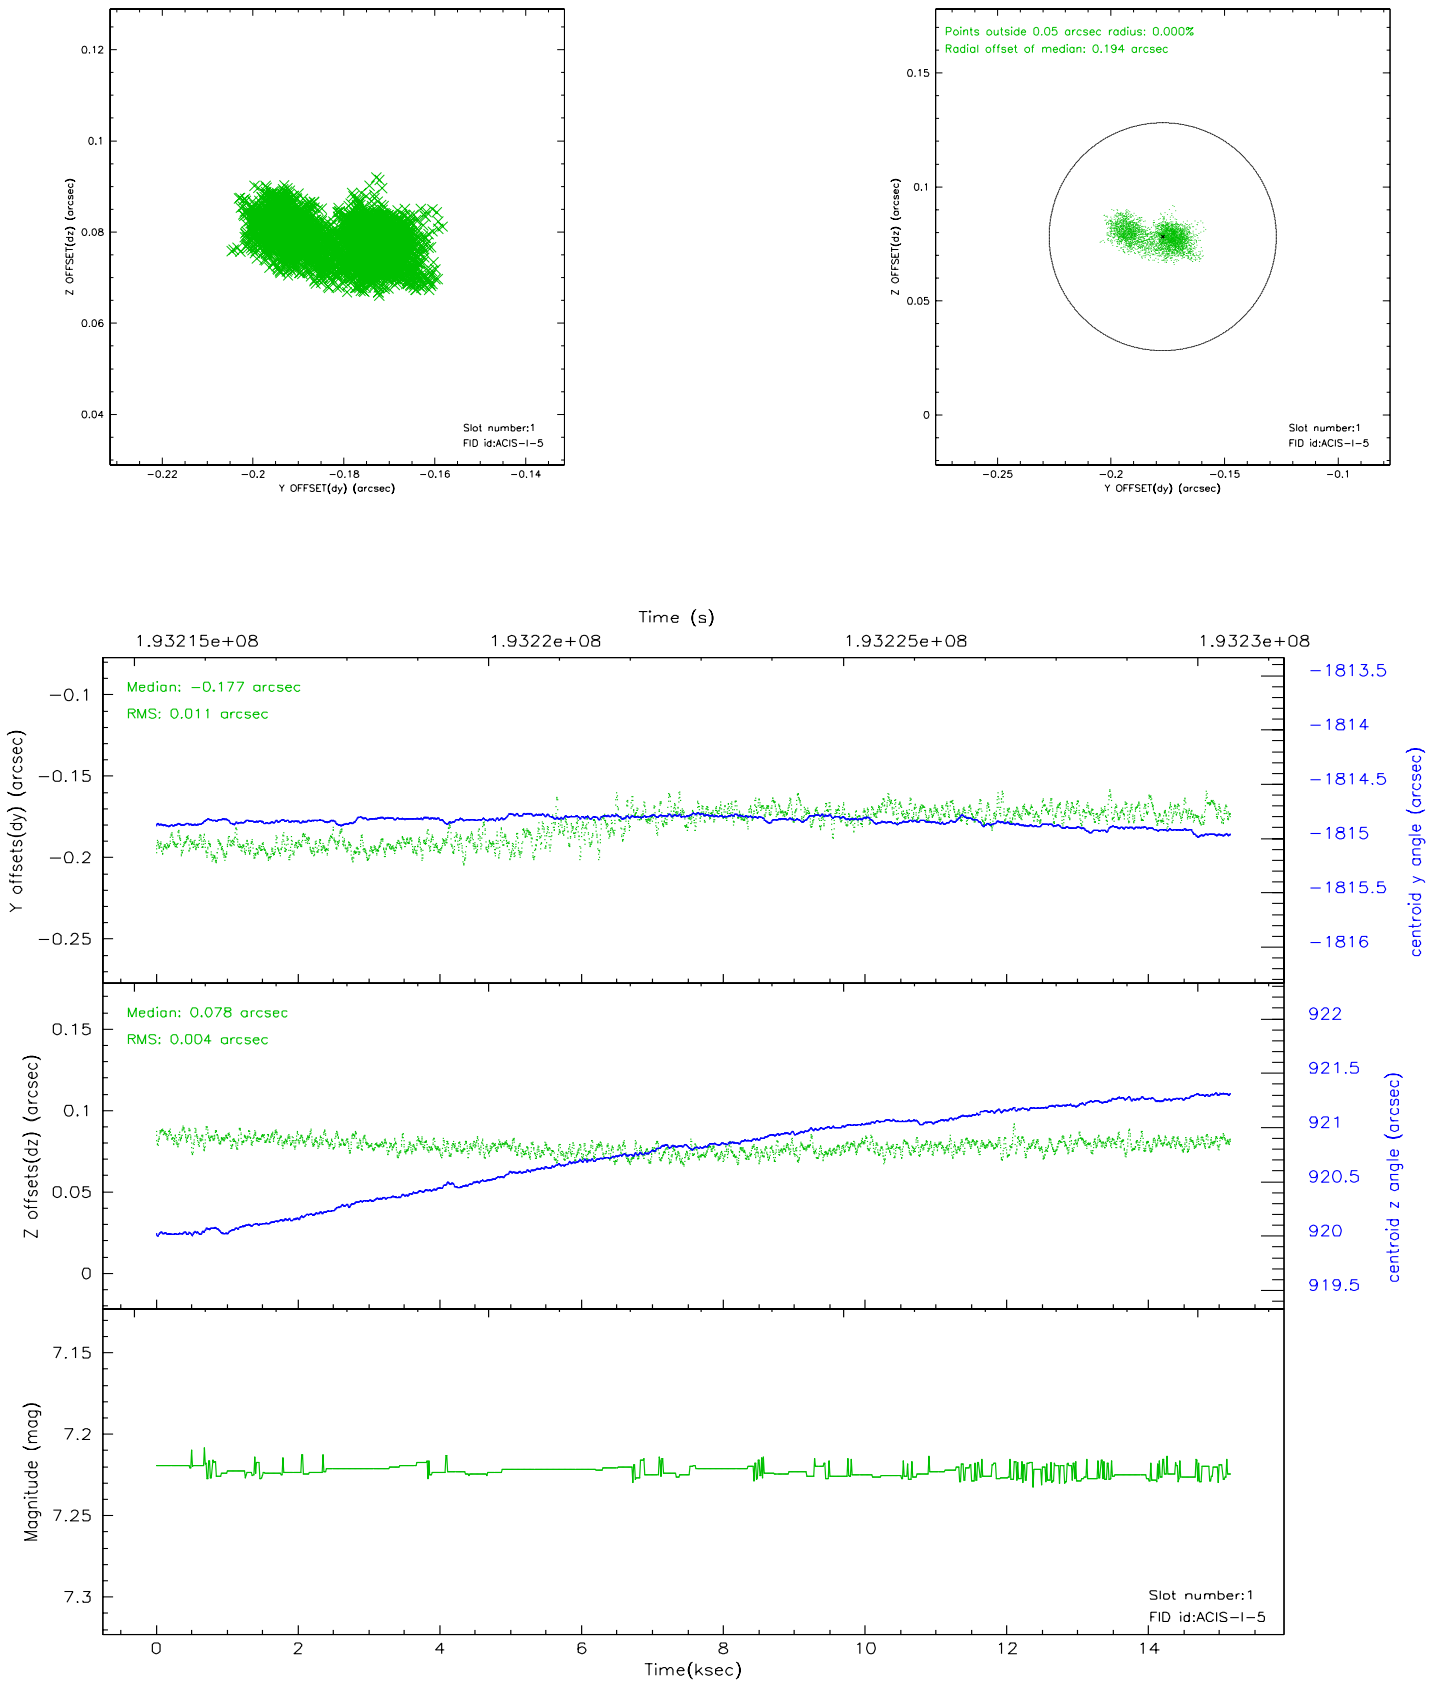 0.12
0.1
0.08
0.06
0.04
Z OFFSET(dz) (arcsec)
Slot number:1
FID id:ACIS-I-5
-0.22 -0.2 -0.18 -0.16 -0.14
Y OFFSET(dy) (arcsec)
Points outside 0.05 arcsec radius: 0.000%
Radial offset of median: 0.194 arcsec
0.15
0.1
0.05
0
Z OFFSET(dz) (arcsec)
Slot number:1
FID id:ACIS-I-5
-0.25 -0.2 -0.15 -0.1
Y OFFSET(dy) (arcsec)
Time (s)
1.93215e+08 1.9322e+08 1.93225e+08 1.9323e+08
Median: -0.177 arcsec
RMS: 0.011 arcsec
-0.1
-0.15
-0.2
-0.25
Y offsets(dy) (arcsec)
-1813.5
-1814
-1814.5
-1815
-1815.5
-1816
centroid y angle (arcsec)
Median: 0.078 arcsec
RMS: 0.004 arcsec
0.15
0.1
0.05
0
Z offsets(dz) (arcsec)
922
921.5
921
920.5
920
919.5
centroid z angle (arcsec)
7.15
7.2
7.25
7.3
Magnitude (mag)
Slot number:1
FID id:ACIS-I-5
0 2 4 6 8 10 12 14
Time(ksec)